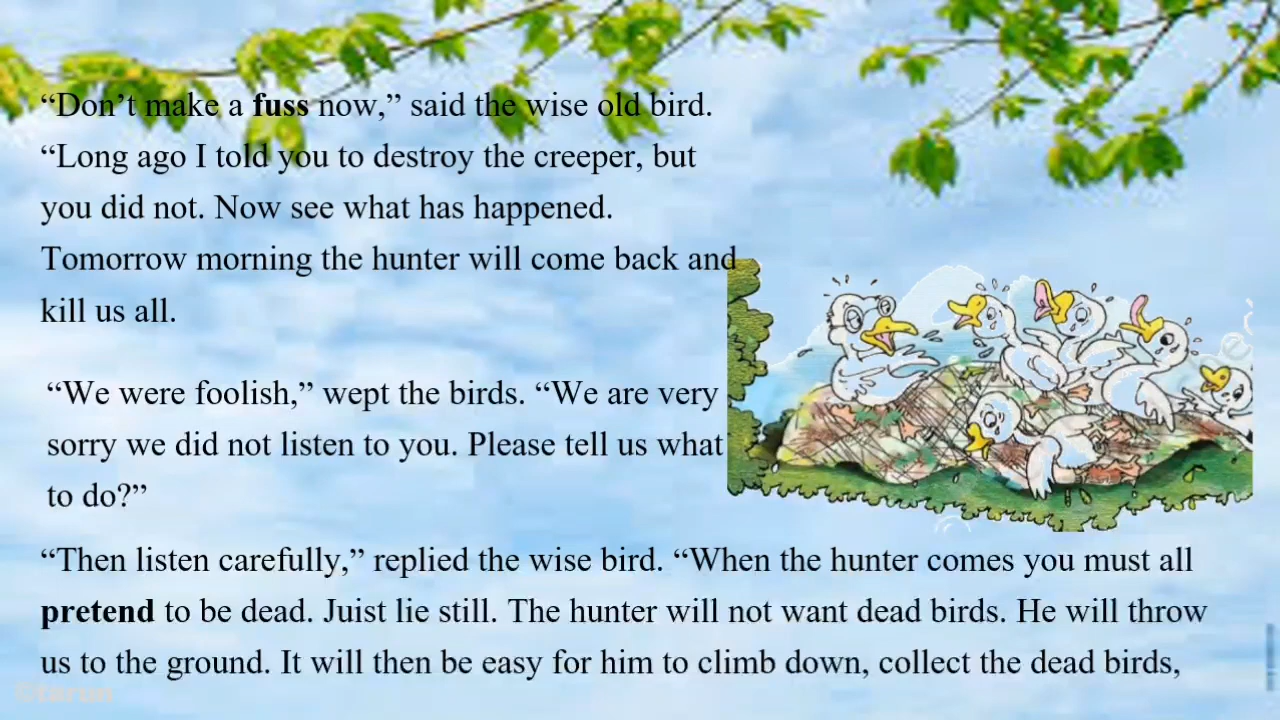 “Don’t make a fuss now,” said the wise old bird.
“Long ago I told you to destroy the creeper, but
you did not. Now see what has happened.
Tomorrow morning the hunter will come back and
kill us all.
“We were foolish,” wept the birds. “We are very
sorry we did not listen to you. Please tell us what
to do?”
“Then listen carefully,” replied the wise bird. “When the hunter comes you must all
pretend to be dead. Juist lie still. The hunter will not want dead birds. He will throw
us to the ground. It will then be easy for him to climb down, collect the dead birds,
©tarun